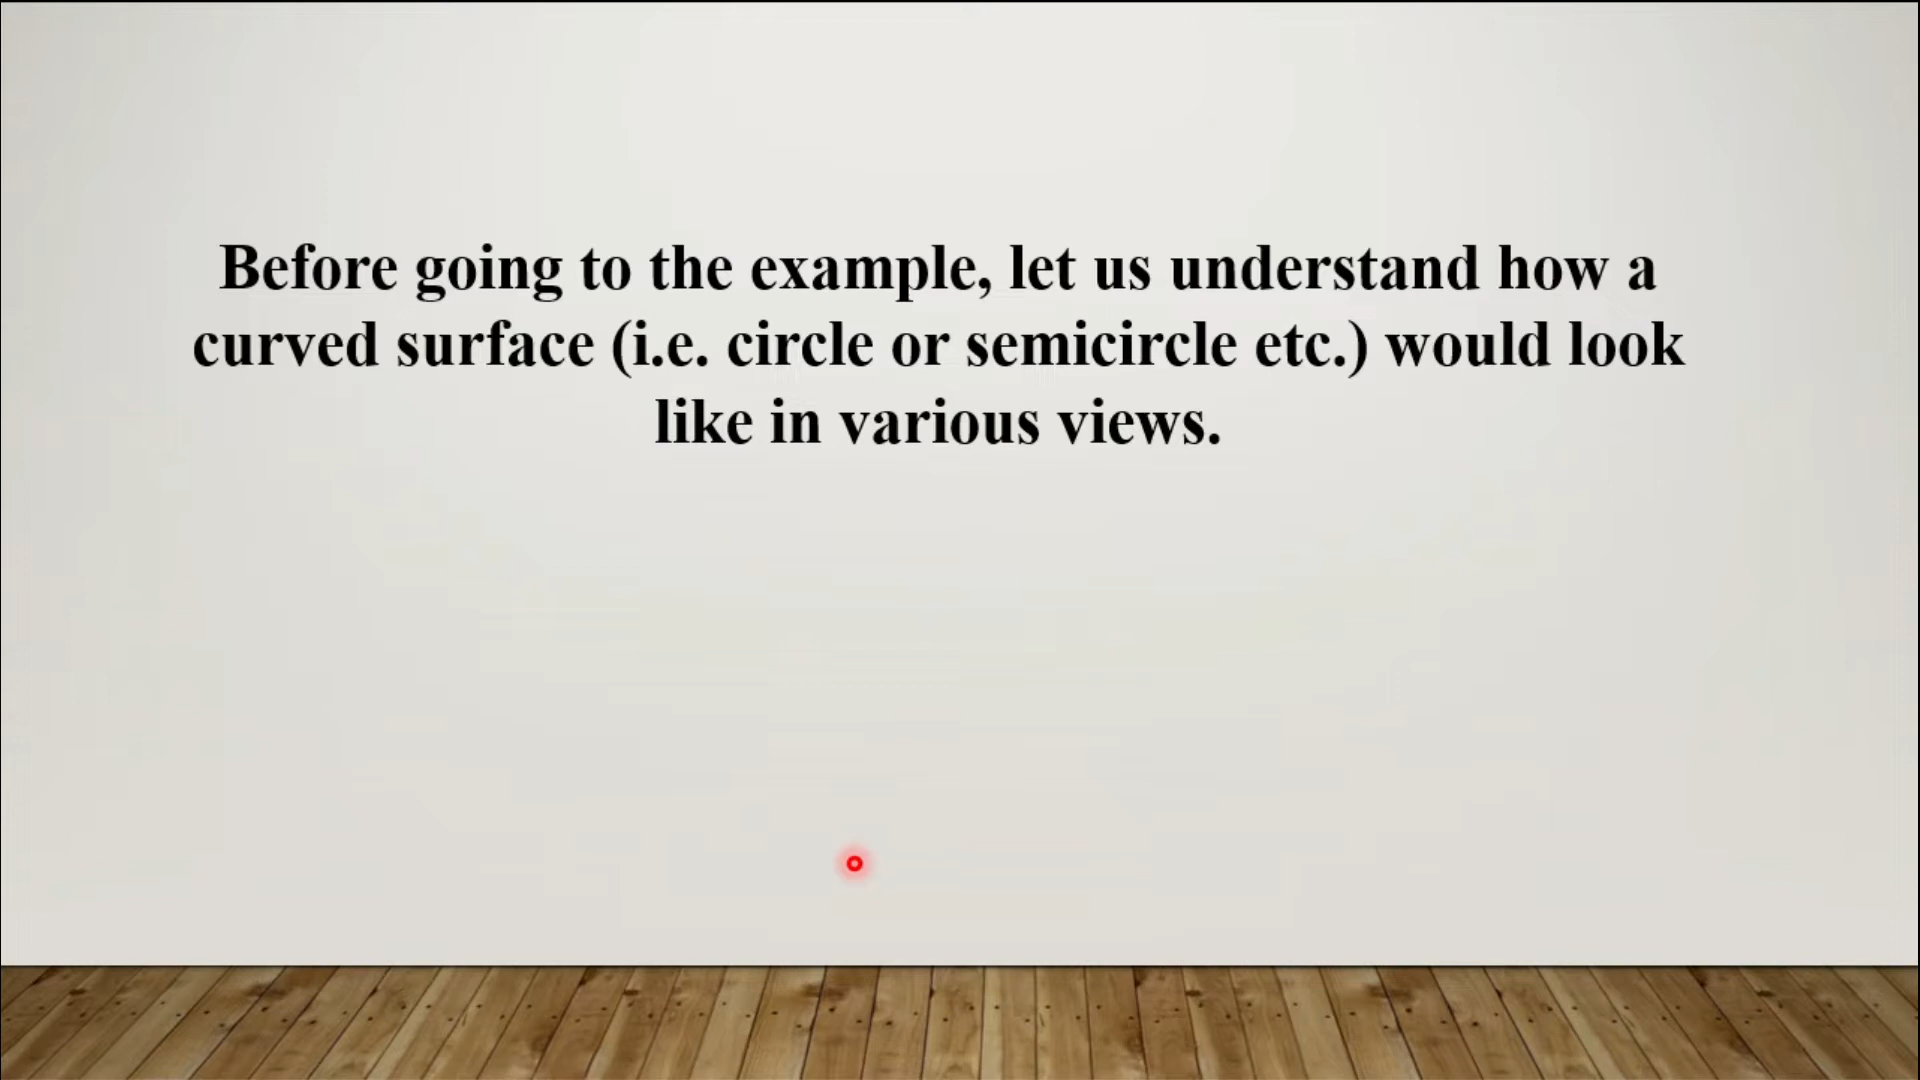 Before going to the example, let us understand how a
curved surface (i.e. circle or semicircle etc.) would look
like in various views.